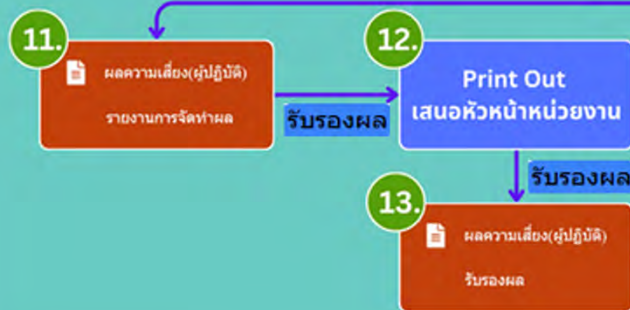 11.
ผลความเสี่ยง(ผู้ปฏิบัติ)
รายงานการจัดทำผล
รับรองผล
12.
Print Out
เสนอหัวหน้าหน่วยงาน
รับรองผล
13.
ผลความเสี่ยง(ผู้ปฏิบัติ)
รับรองผล